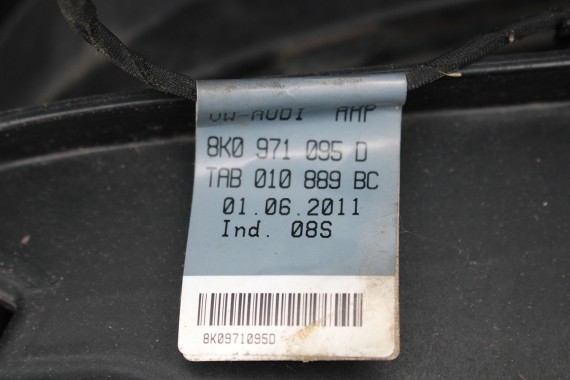 VW-AUDI AMP
8K0 971 095 D
TAB 010 889 BC
01.06.2011
Ind. 08S
8K0971095D